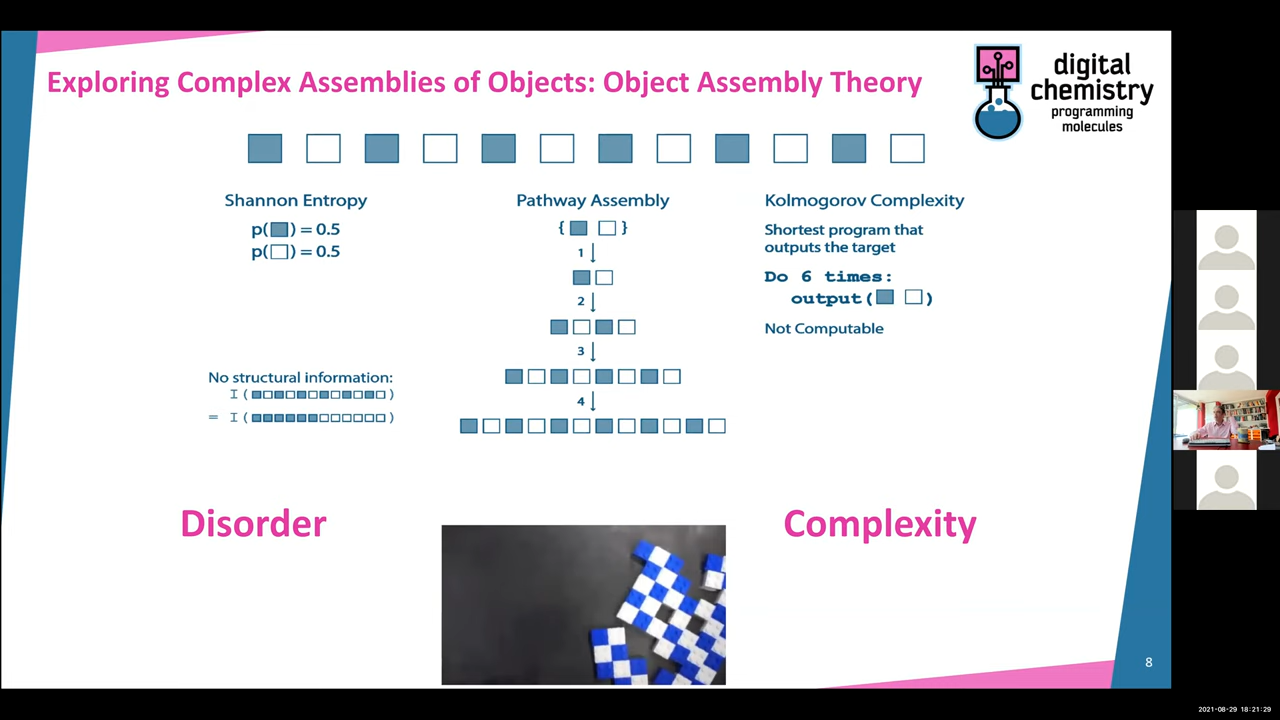 Exploring Complex Assemblies of Objects: Object Assembly Theory
digital
chemistry
programming
molecules
Shannon Entropy
p( ) = 0.5
p( ) = 0.5
No structural information:
I ( )
= I ( )
Pathway Assembly
{ }
1
2
3
4
Kolmogorov Complexity
Shortest program that
outputs the target
Do 6 times:
output( )
Not Computable
Disorder
Complexity
8
2021-08-29 18:21:29